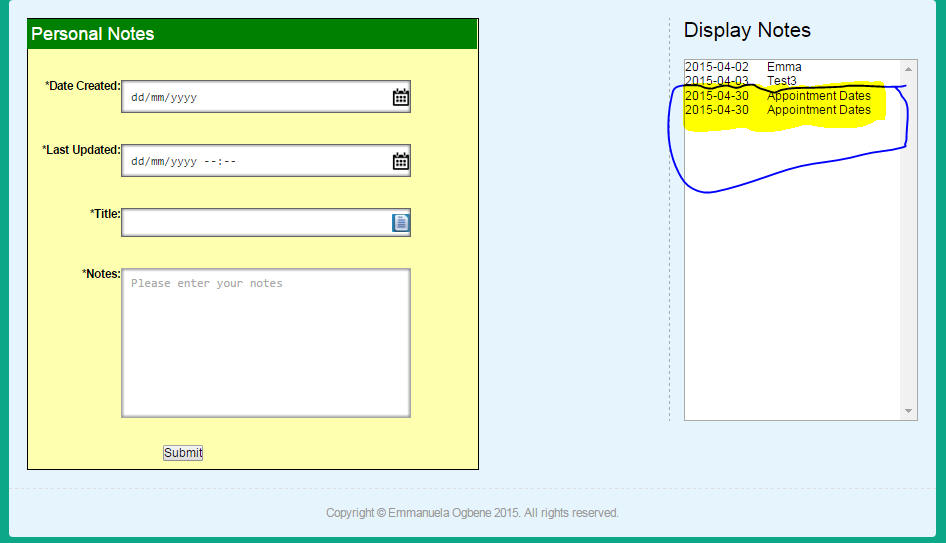 Personal Notes
*Date Created:
dd/mm/yyyy
*Last Updated:
dd/mm/yyyy --:--
*Title:
*Notes:
Please enter your notes
Submit
Display Notes
2015-04-02 Emma
2015-04-03 Test3
2015-04-30 Appointment Dates
2015-04-30 Appointment Dates
Copyright © Emmanuela Ogbene 2015. All rights reserved.